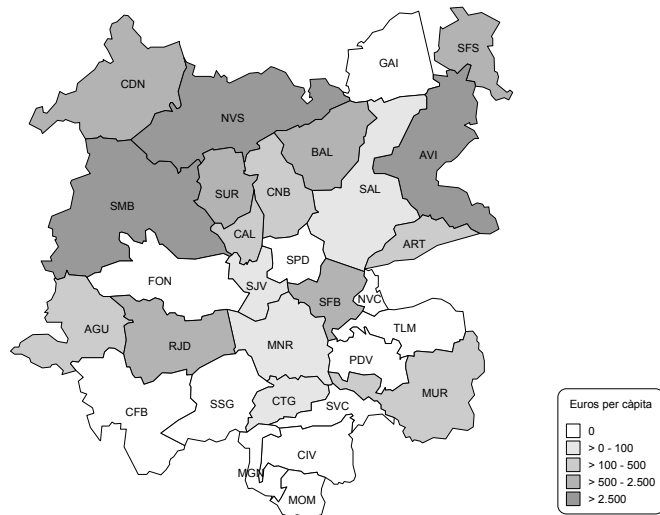 GAI
SFS
CDN
NVS
BAL
AVI
SUR
CNB
SAL
SMB
CAL
ART
SPD
FON
SJV
SFB
NVC
AGU
TLM
RJD
MNR
PDV
MUR
CFB
SSG
CTG
SVC
CIV
MGN
MOM
Euros per càpita
0
> 0 - 100
> 100 - 500
> 500 - 2.500
> 2.500